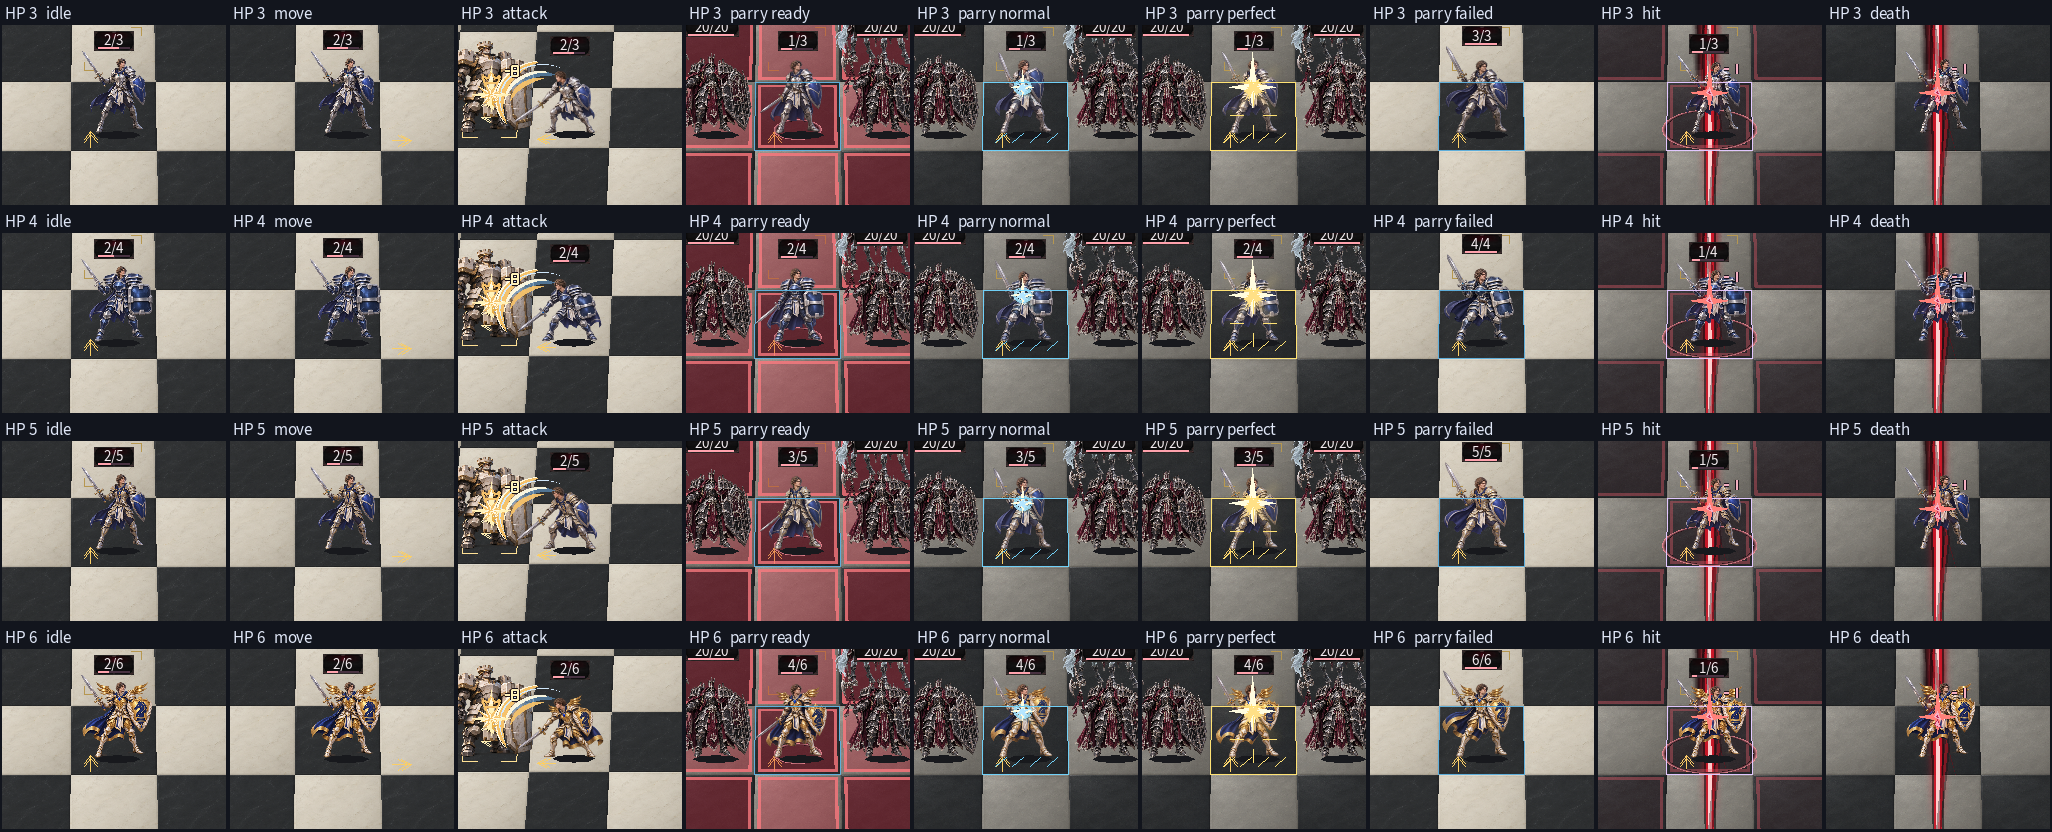 HP 3 idle
HP 3 move
HP 3 attack
HP 3 parry ready
HP 3 parry normal
HP 3 parry perfect
HP 3 parry failed
HP 3 hit
HP 3 death
2/3
2/3
2/3
-8
20/20
1/3
20/20
20/20
1/3
20/20
20/20
1/3
20/20
3/3
1/3
HP 4 idle
HP 4 move
HP 4 attack
HP 4 parry ready
HP 4 parry normal
HP 4 parry perfect
HP 4 parry failed
HP 4 hit
HP 4 death
2/4
2/4
2/4
-8
20/20
2/4
20/20
20/20
2/4
20/20
20/20
2/4
20/20
4/4
1/4
HP 5 idle
HP 5 move
HP 5 attack
HP 5 parry ready
HP 5 parry normal
HP 5 parry perfect
HP 5 parry failed
HP 5 hit
HP 5 death
2/5
2/5
2/5
-8
20/20
3/5
20/20
20/20
3/5
20/20
20/20
3/5
20/20
5/5
1/5
HP 6 idle
HP 6 move
HP 6 attack
HP 6 parry ready
HP 6 parry normal
HP 6 parry perfect
HP 6 parry failed
HP 6 hit
HP 6 death
2/6
2/6
2/6
-8
20/20
4/6
20/20
20/20
4/6
20/20
20/20
4/6
20/20
6/6
1/6